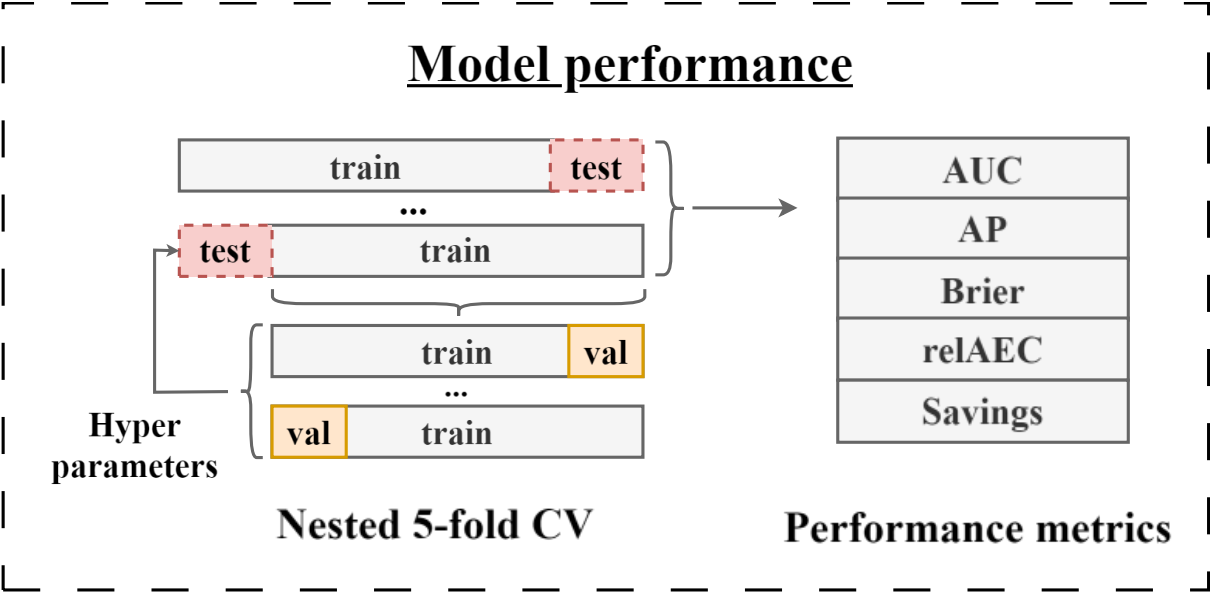 Model performance
train test
...
test train
train val
...
val train
Hyper
parameters
Nested 5-fold CV
AUC
AP
Brier
relAEC
Savings
Performance metrics